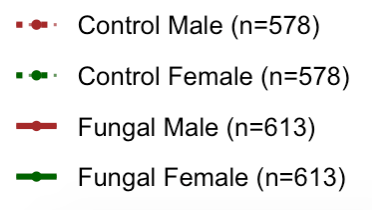 Control Male (n=578)
Control Female (n=578)
Fungal Male (n=613)
Fungal Female (n=613)